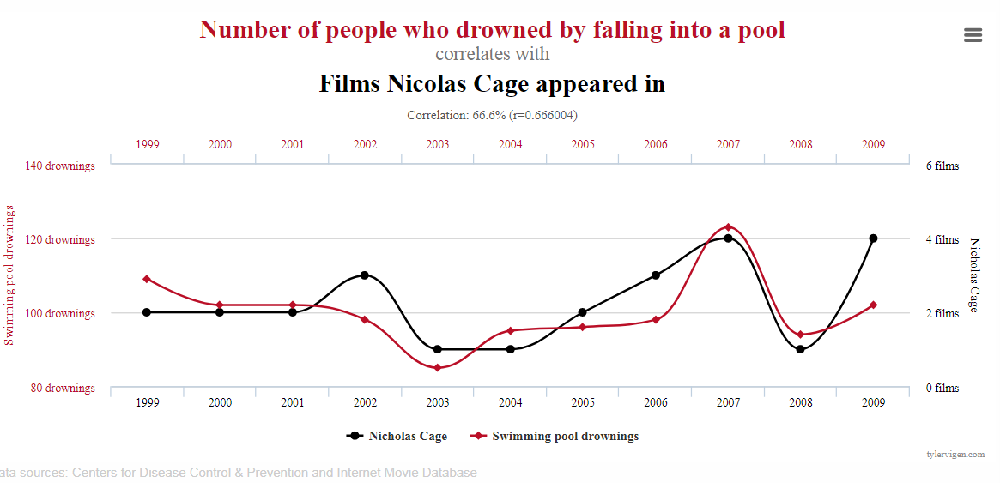 Number of people who drowned by falling into a pool
correlates with
Films Nicolas Cage appeared in
Correlation: 66.6% (r=0.666004)
1999 2000 2001 2002 2003 2004 2005 2006 2007 2008 2009
140 drownings
120 drownings
100 drownings
80 drownings
Swimming pool drownings
6 films
4 films
2 films
0 films
Nicholas Cage
1999 2000 2001 2002 2003 2004 2005 2006 2007 2008 2009
Nicholas Cage Swimming pool drownings
tylervigen.com
ata sources: Centers for Disease Control & Prevention and Internet Movie Database